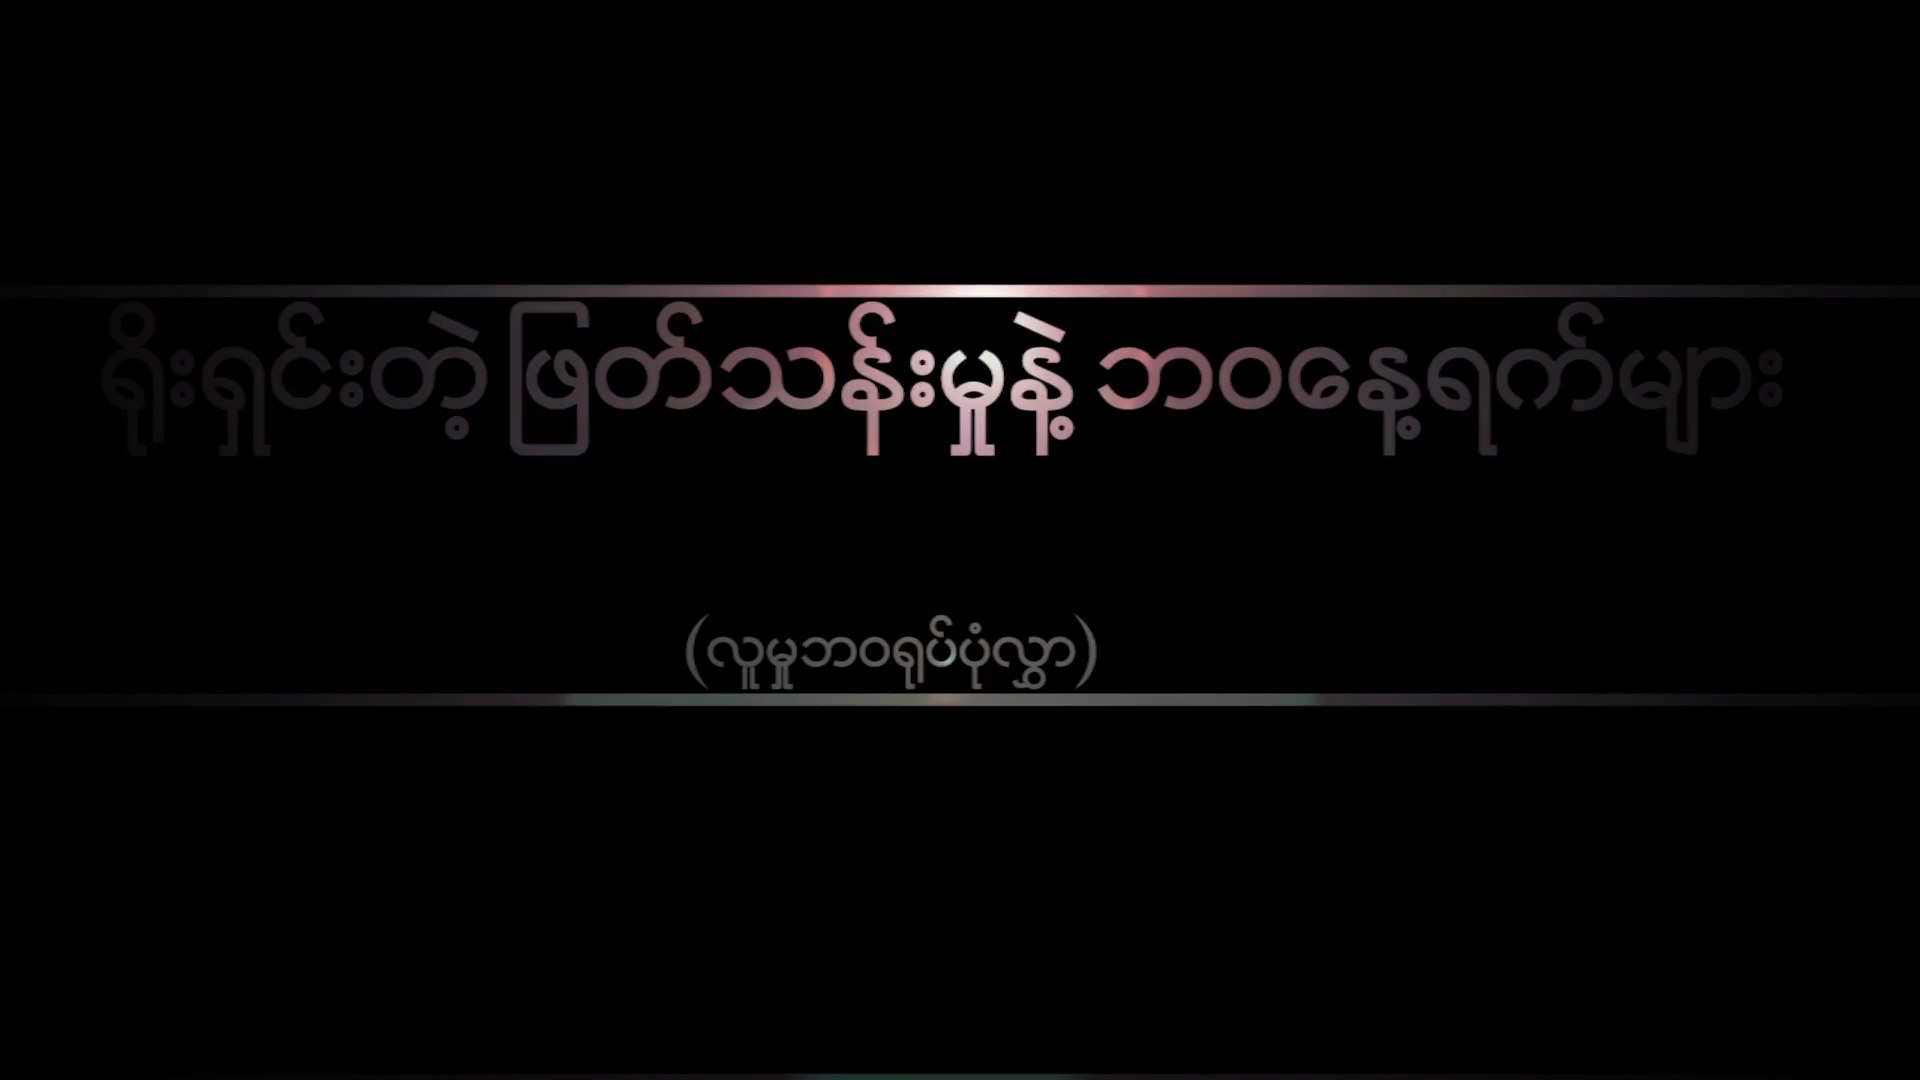 ရိုးရှင်းတဲ့ ဖြတ်သန်းမှုနဲ့ ဘဝနေ့ရက်များ
(လူမှုဘဝရုပ်ပုံလွှာ)